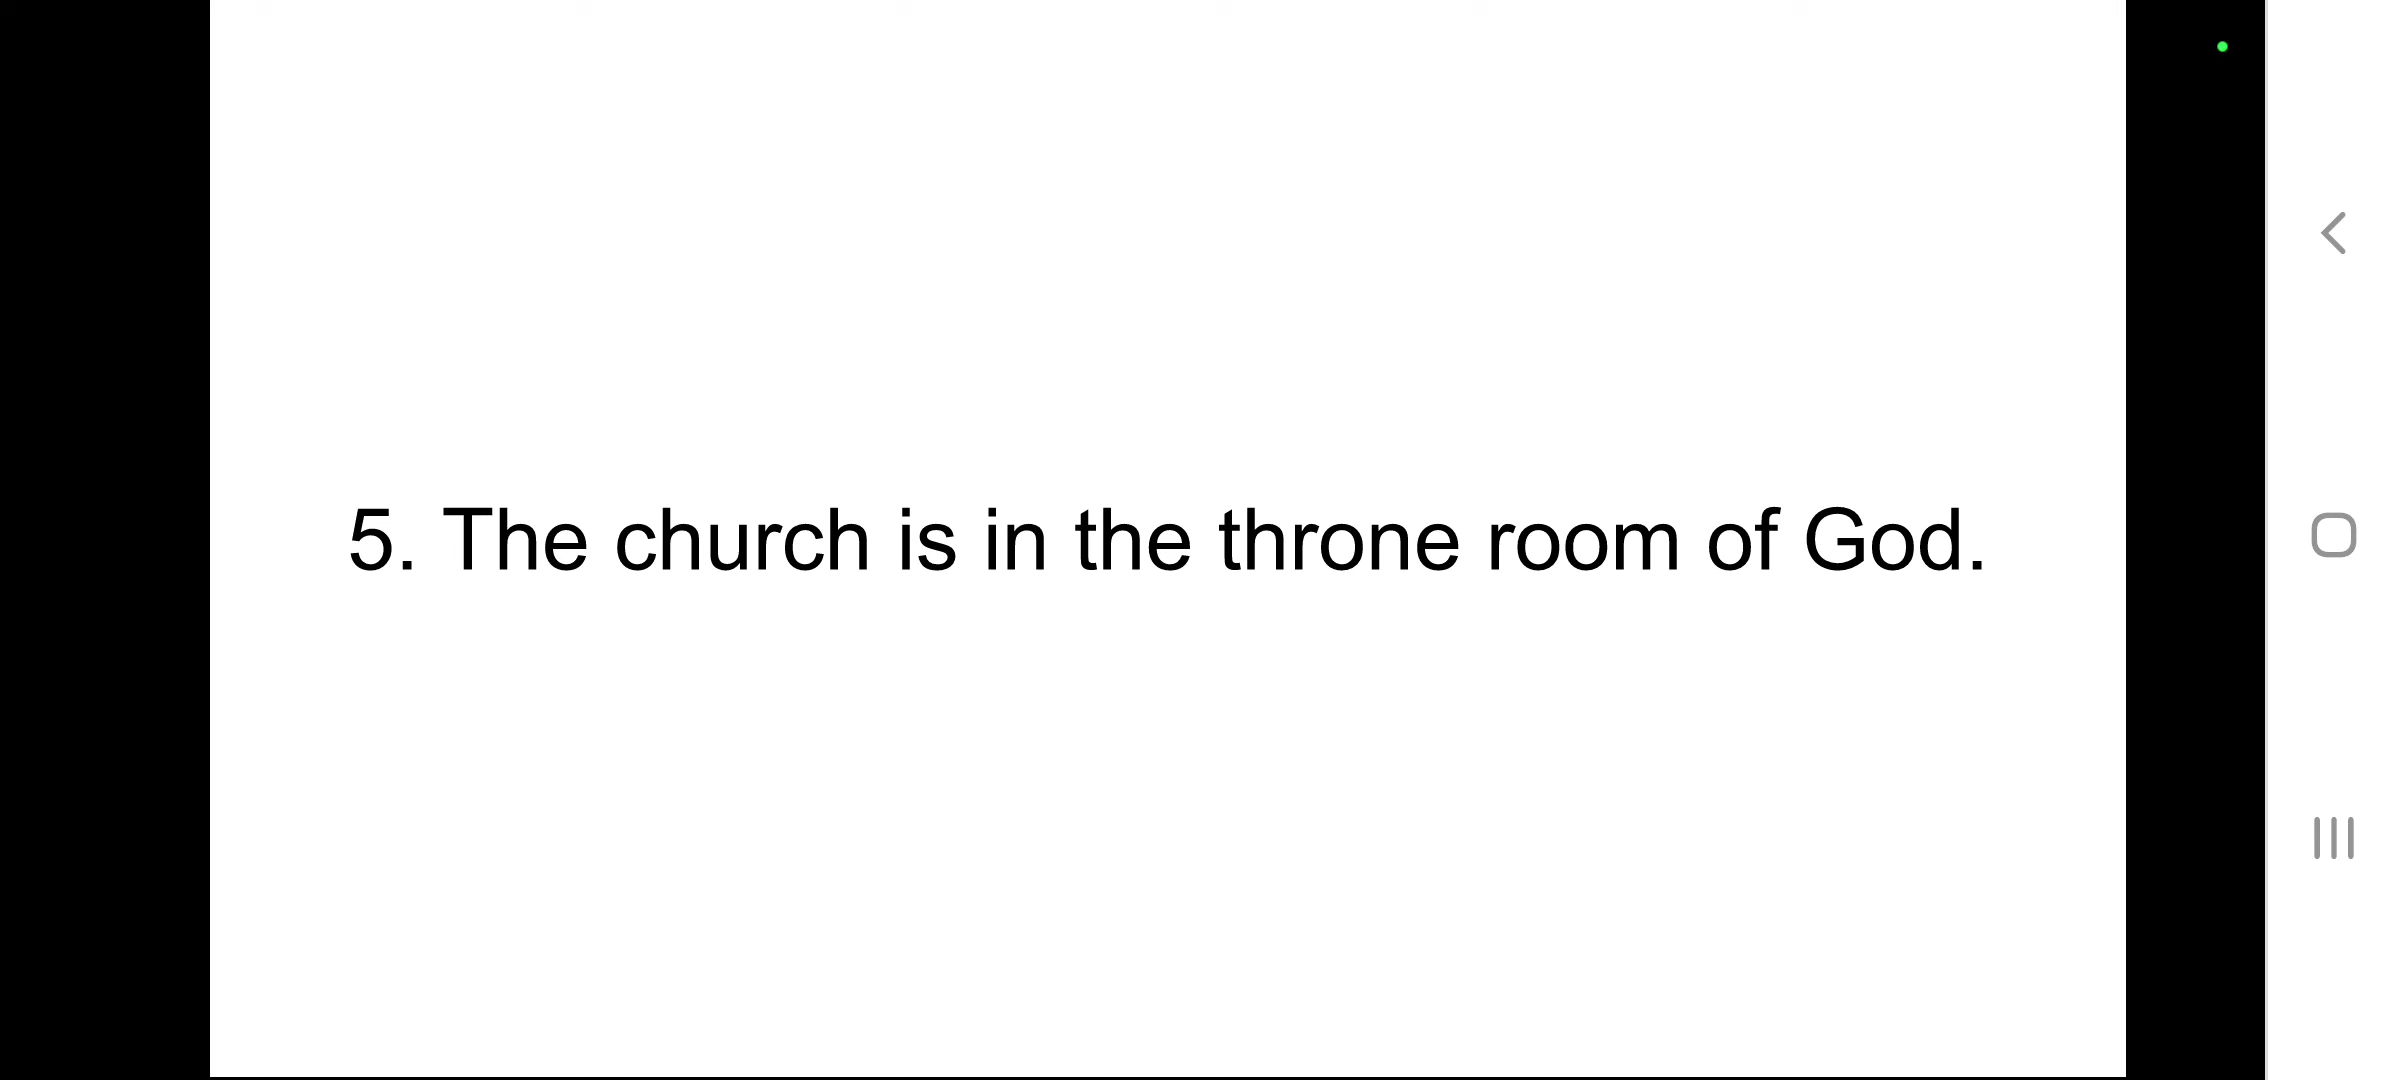 5. The church is in the throne room of God.